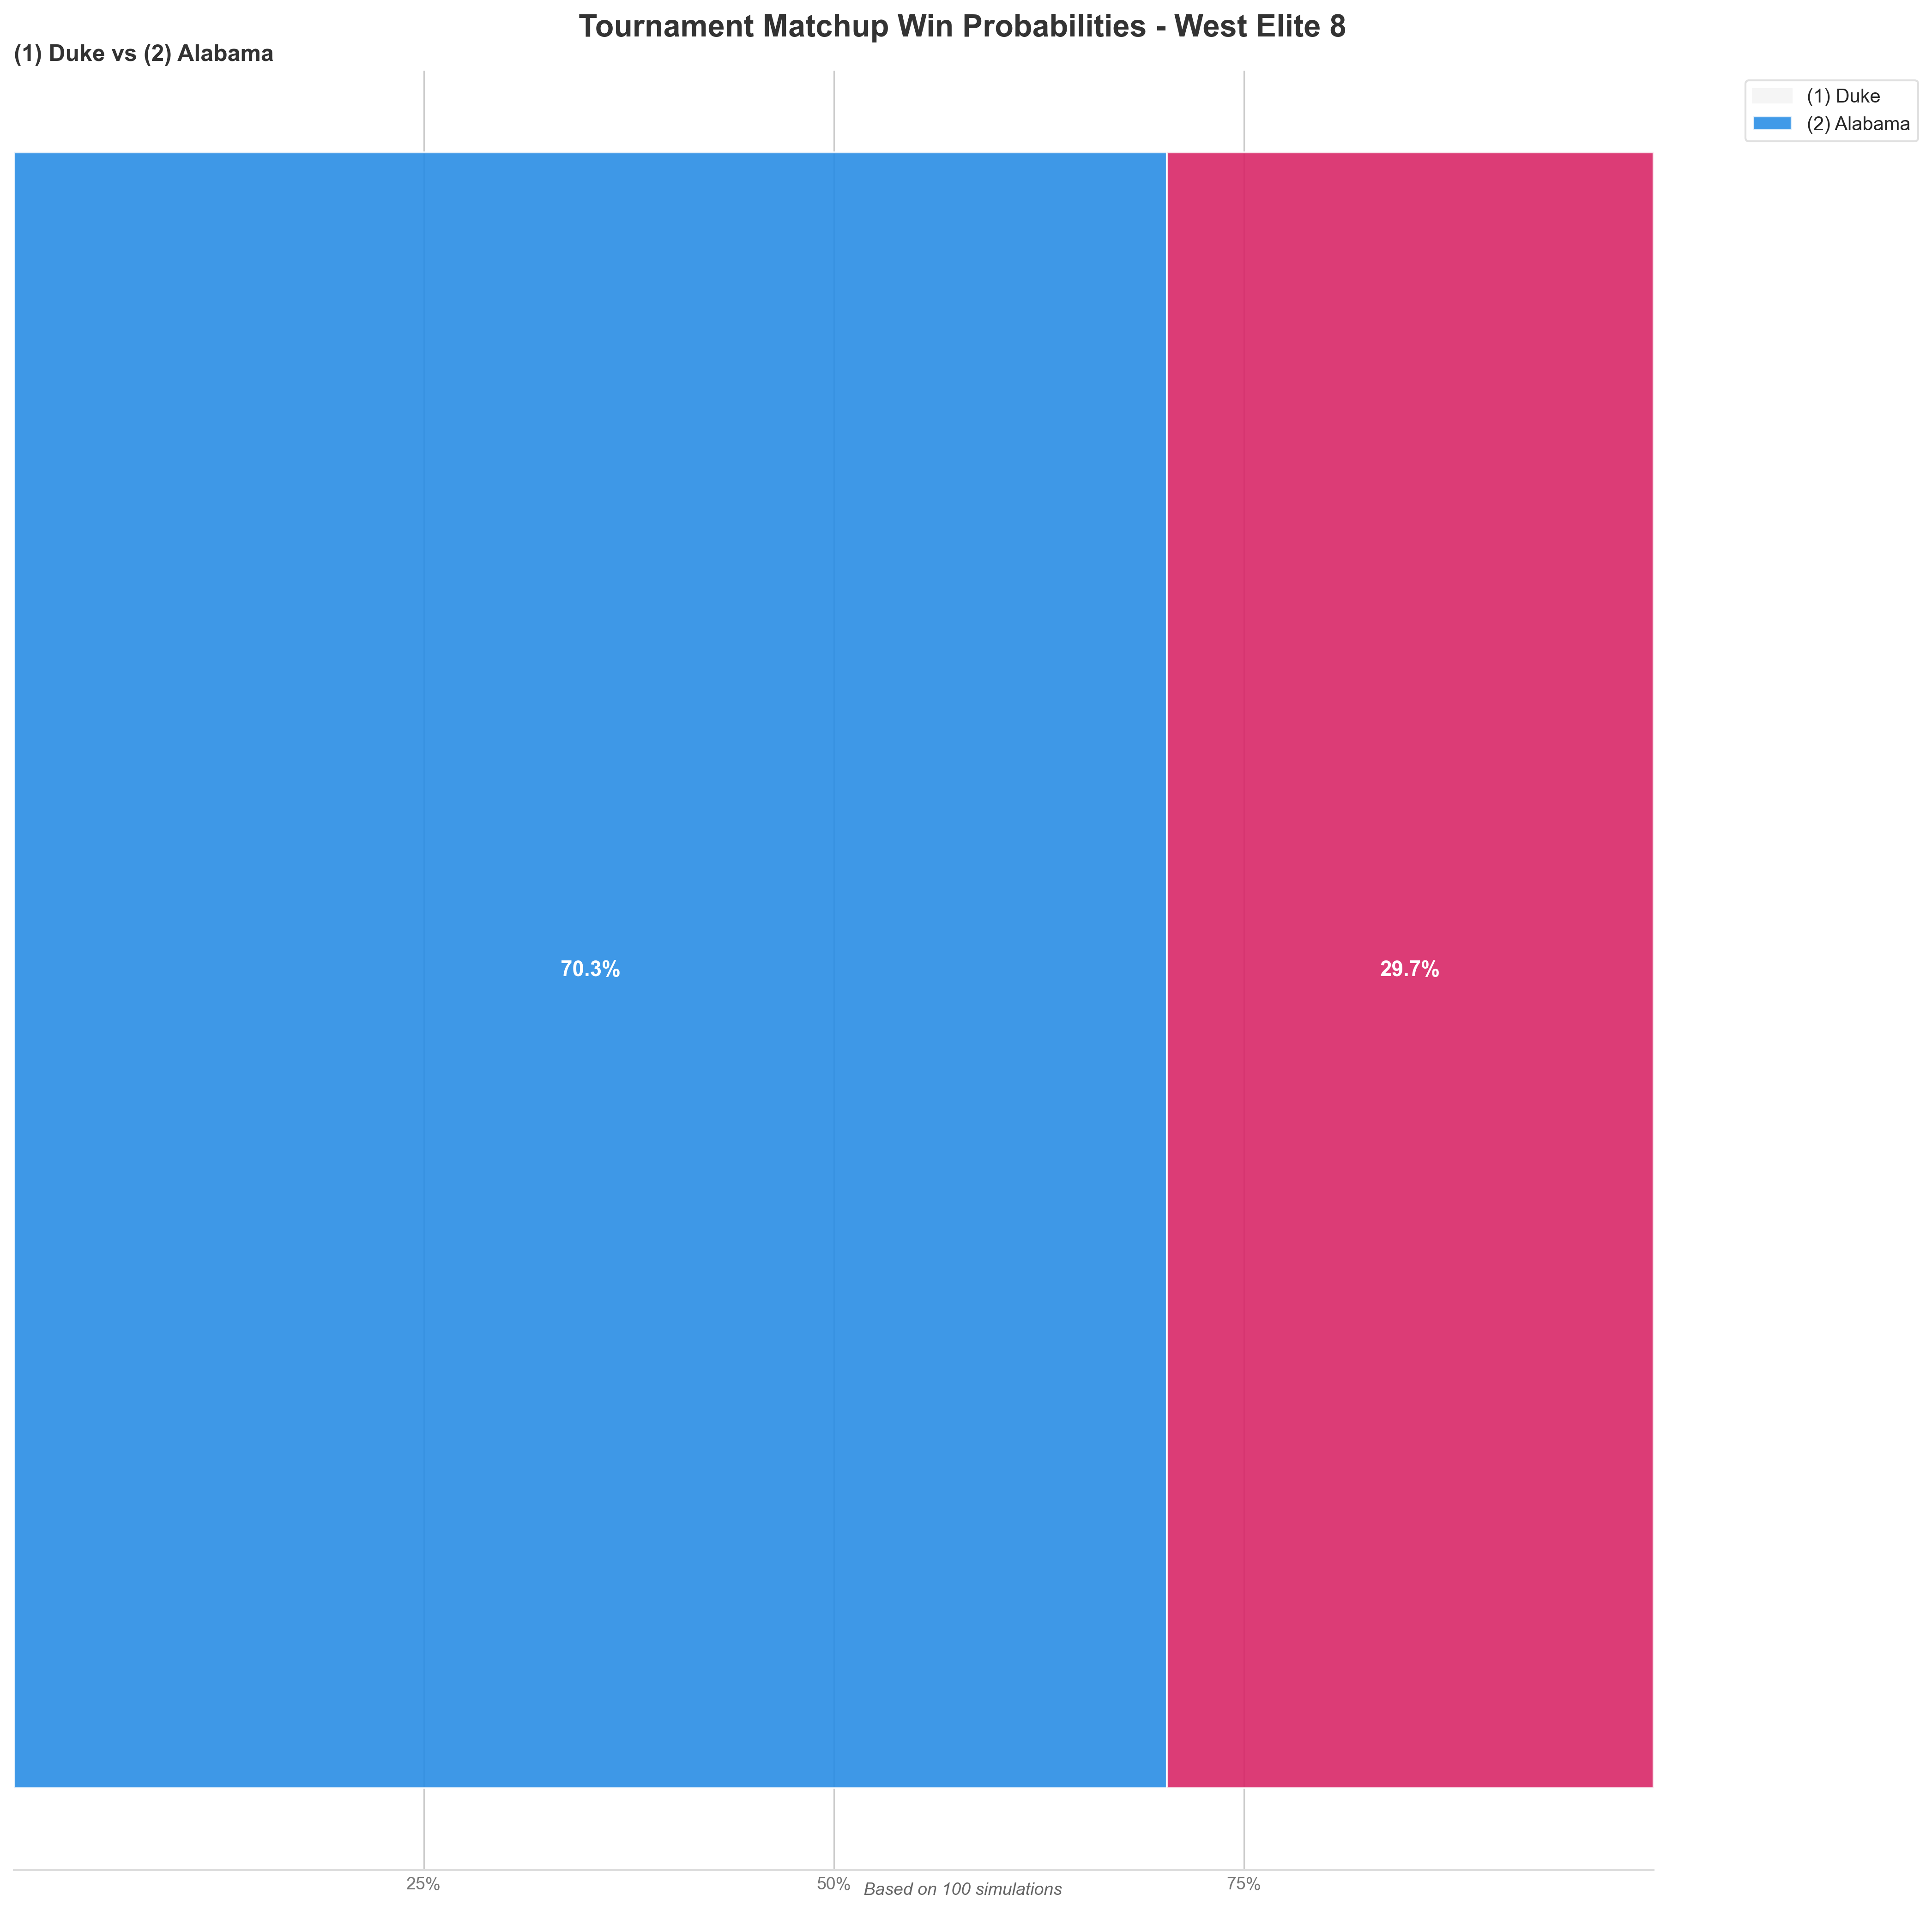 Tournament Matchup Win Probabilities - West Elite 8
(1) Duke vs (2) Alabama
(1) Duke
(2) Alabama
70.3%
29.7%
25%
50%
75%
Based on 100 simulations